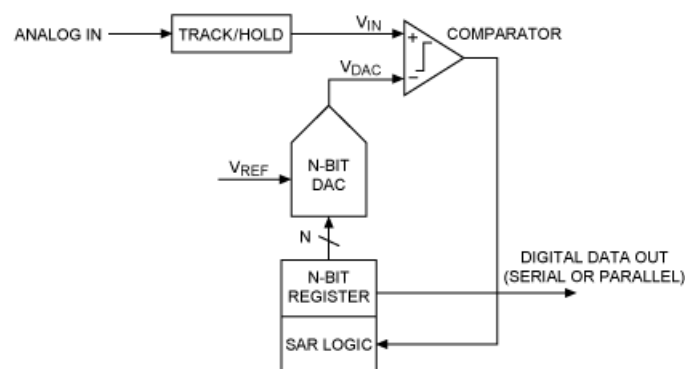 ANALOG IN
TRACK/HOLD
VIN
COMPARATOR
+
−
VDAC
VREF
N-BIT
DAC
N
N-BIT
REGISTER
DIGITAL DATA OUT
(SERIAL OR PARALLEL)
SAR LOGIC